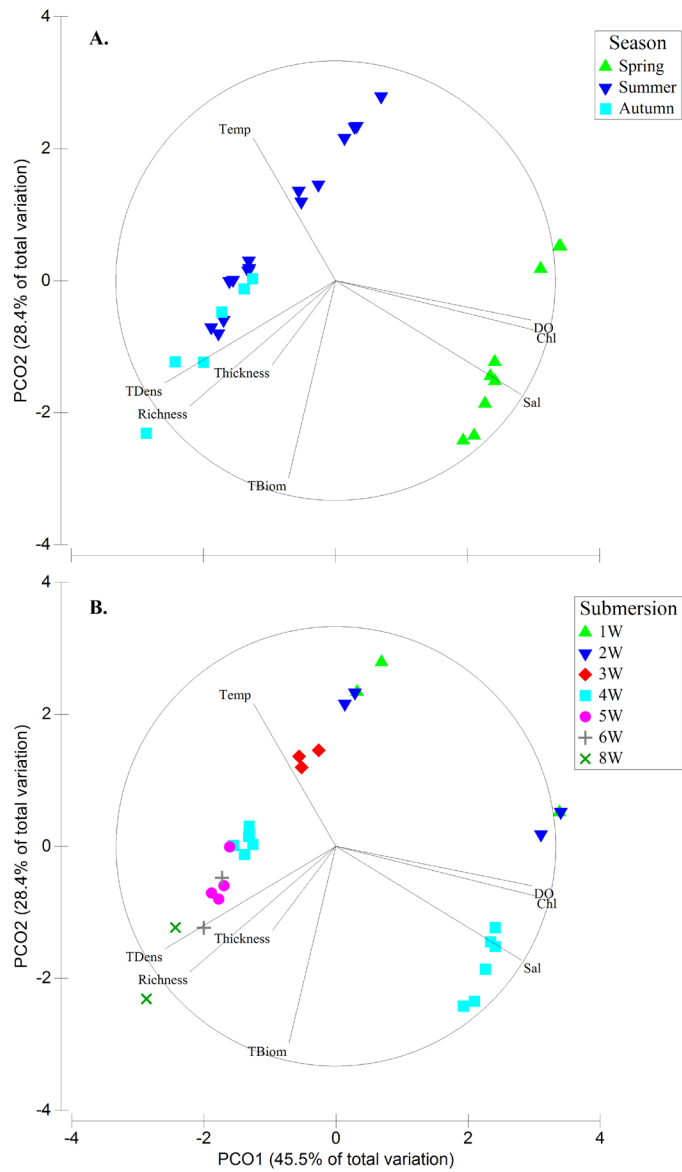 A.
Season
Spring
Summer
Autumn
4
2
0
-2
-4
PCO2 (28.4% of total variation)
Temp
DO
Chl
Sal
Thickness
TDens
Richness
TBiom
B.
Submersion
1W
2W
3W
4W
5W
6W
8W
4
2
0
-2
-4
PCO2 (28.4% of total variation)
Temp
DO
Chl
Sal
Thickness
TDens
Richness
TBiom
-4 -2 0 2 4
PCO1 (45.5% of total variation)